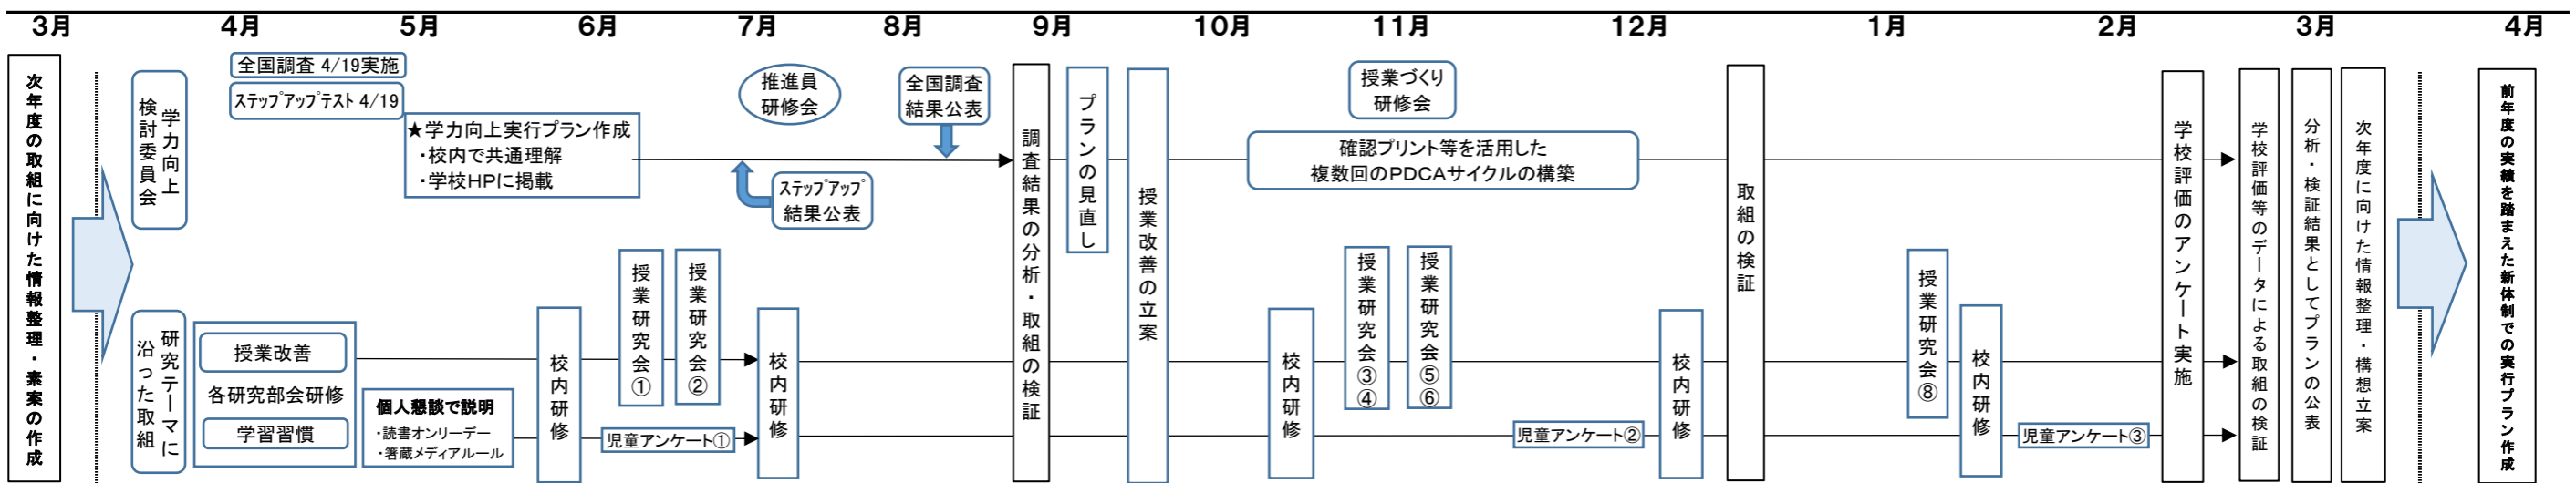 3月
4月
5月
6月
7月
8月
9月
10月
11月
12月
1月
2月
3月
4月
次年度の取組に向けた情報整理・素案の作成
学力向上
検討委員会
全国調査 4/19実施
ステップアップテスト 4/19
★学力向上実行プラン作成
・校内で共通理解
・学校HPに掲載
推進員
研修会
ステップアップ
結果公表
全国調査
結果公表
調査結果の分析・取組の検証
プランの見直し
授業改善の立案
授業づくり
研修会
確認プリント等を活用した
複数回のPDCAサイクルの構築
取組の検証
学校評価のアンケート実施
学校評価等のデータによる取組の検証
分析・検証結果としてプランの公表
次年度に向けた情報整理・構想立案
前年度の実績を踏まえた新体制での実行プラン作成
研究テーマに
沿った取組
授業改善
各研究部会研修
学習習慣
個人懇談で説明
・読書オンリーデー
・箸蔵メディアルール
校内研修
授業研究会①
授業研究会②
児童アンケート①
校内研修
校内研修
授業研究会③④
授業研究会⑤⑥
児童アンケート②
校内研修
授業研究会⑧
校内研修
児童アンケート③